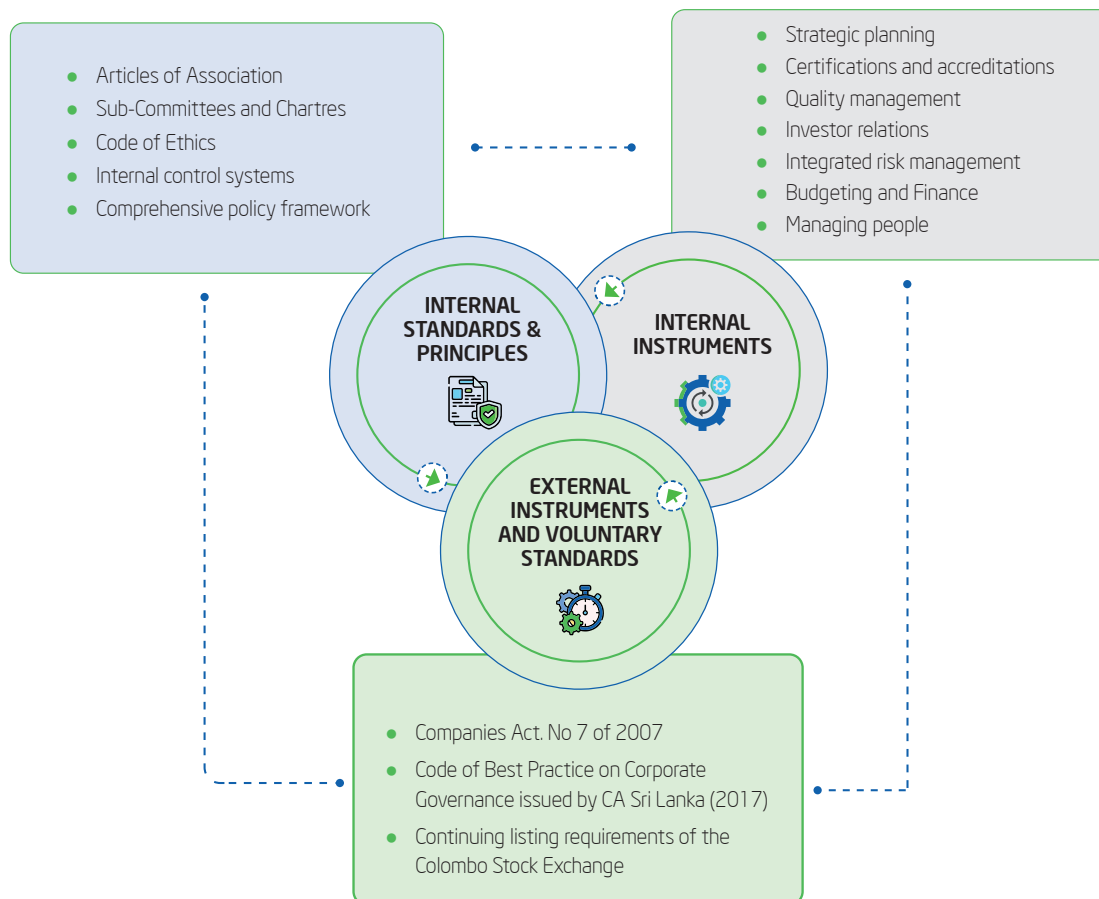 Articles of Association
Sub-Committees and Chartres
Code of Ethics
Internal control systems
Comprehensive policy framework
Strategic planning
Certifications and accreditations
Quality management
Investor relations
Integrated risk management
Budgeting and Finance
Managing people
INTERNAL
STANDARDS &
PRINCIPLES
INTERNAL
INSTRUMENTS
EXTERNAL
INSTRUMENTS
AND VOLUNTARY
STANDARDS
Companies Act. No 7 of 2007
Code of Best Practice on Corporate
Governance issued by CA Sri Lanka (2017)
Continuing listing requirements of the
Colombo Stock Exchange